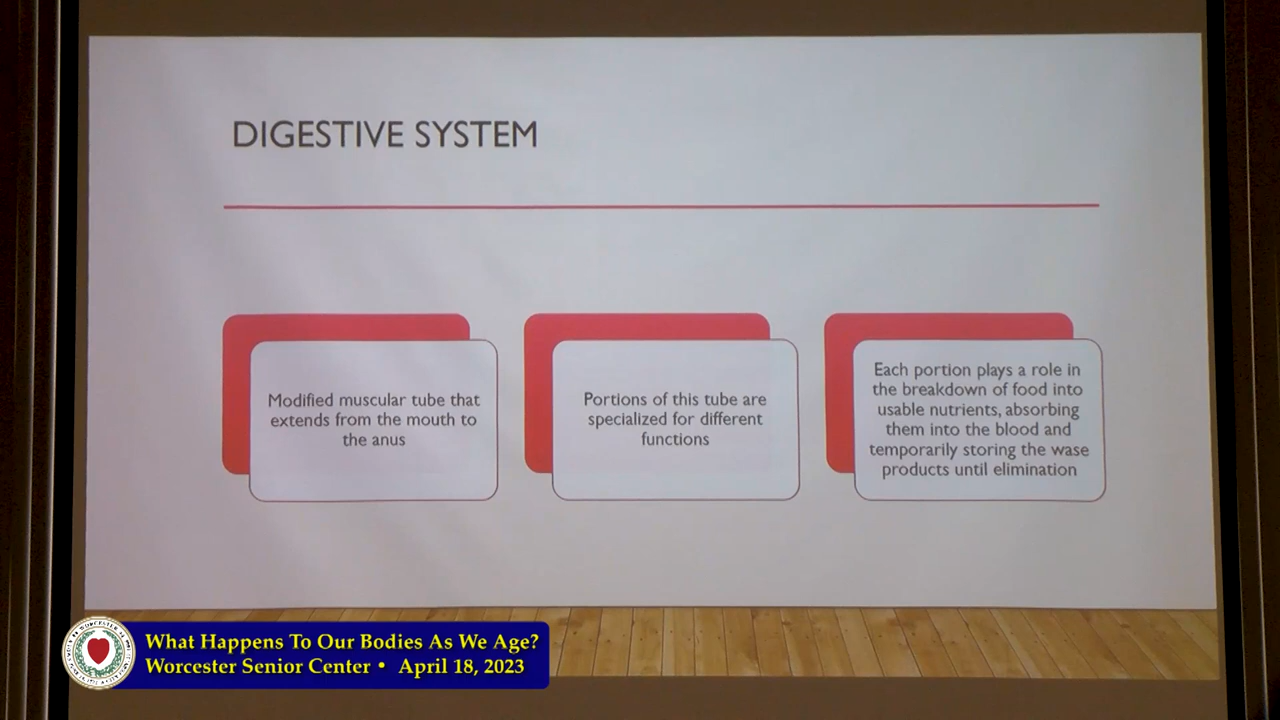 DIGESTIVE SYSTEM
Modified muscular tube that
extends from the mouth to
the anus
Portions of this tube are
specialized for different
functions
Each portion plays a role in
the breakdown of food into
usable nutrients, absorbing
them into the blood and
temporarily storing the wase
products until elimination
What Happens To Our Bodies As We Age?
Worcester Senior Center • April 18, 2023